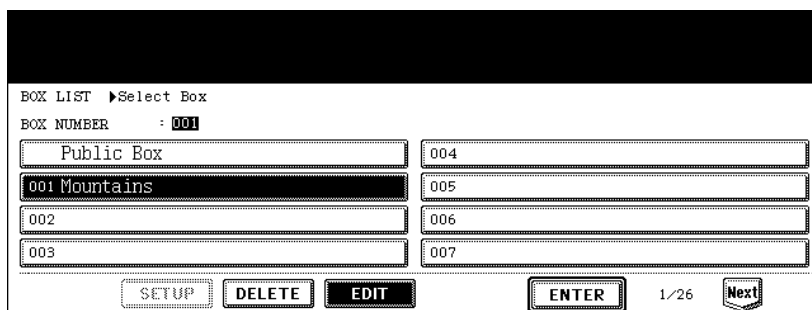 BOX LIST ▶Select Box
BOX NUMBER : 001
Public Box
004
001 Mountains
005
002
006
003
007
SETUP DELETE EDIT ENTER 1/26 Next